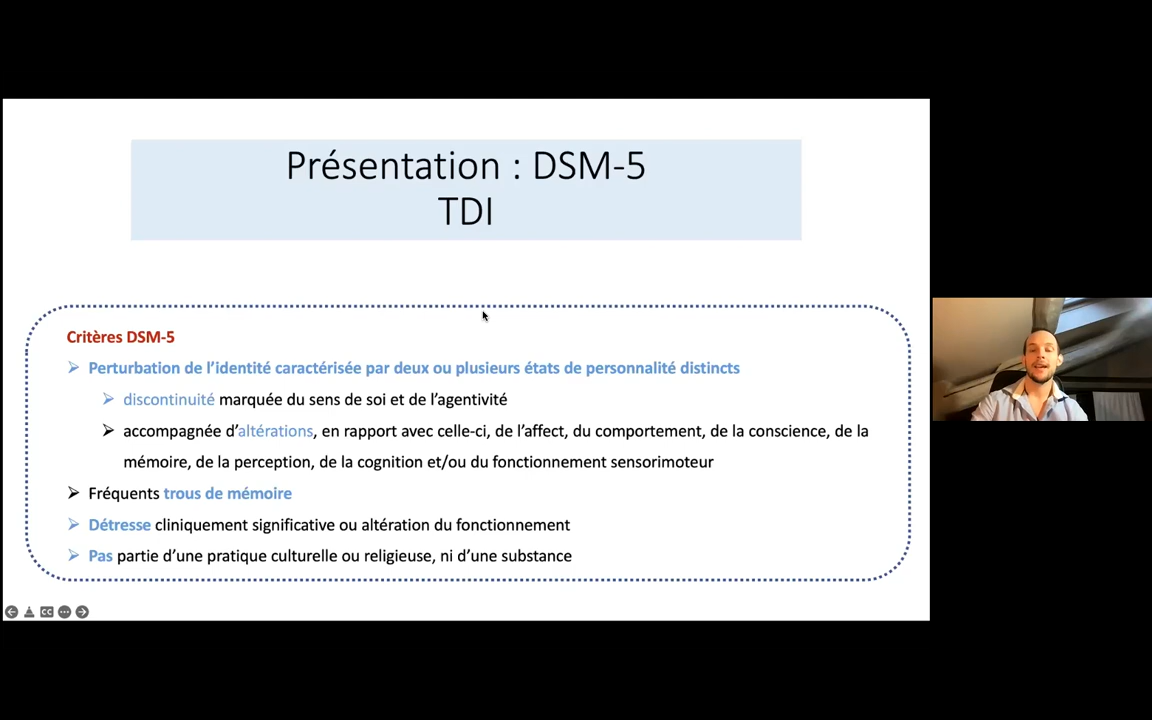 Présentation : DSM-5
TDI
Critères DSM-5
Perturbation de l’identité caractérisée par deux ou plusieurs états de personnalité distincts
discontinuité marquée du sens de soi et de l’agentivité
accompagnée d’altérations, en rapport avec celle-ci, de l’affect, du comportement, de la conscience, de la
mémoire, de la perception, de la cognition et/ou du fonctionnement sensorimoteur
Fréquents trous de mémoire
Détresse cliniquement significative ou altération du fonctionnement
Pas partie d’une pratique culturelle ou religieuse, ni d’une substance
CC